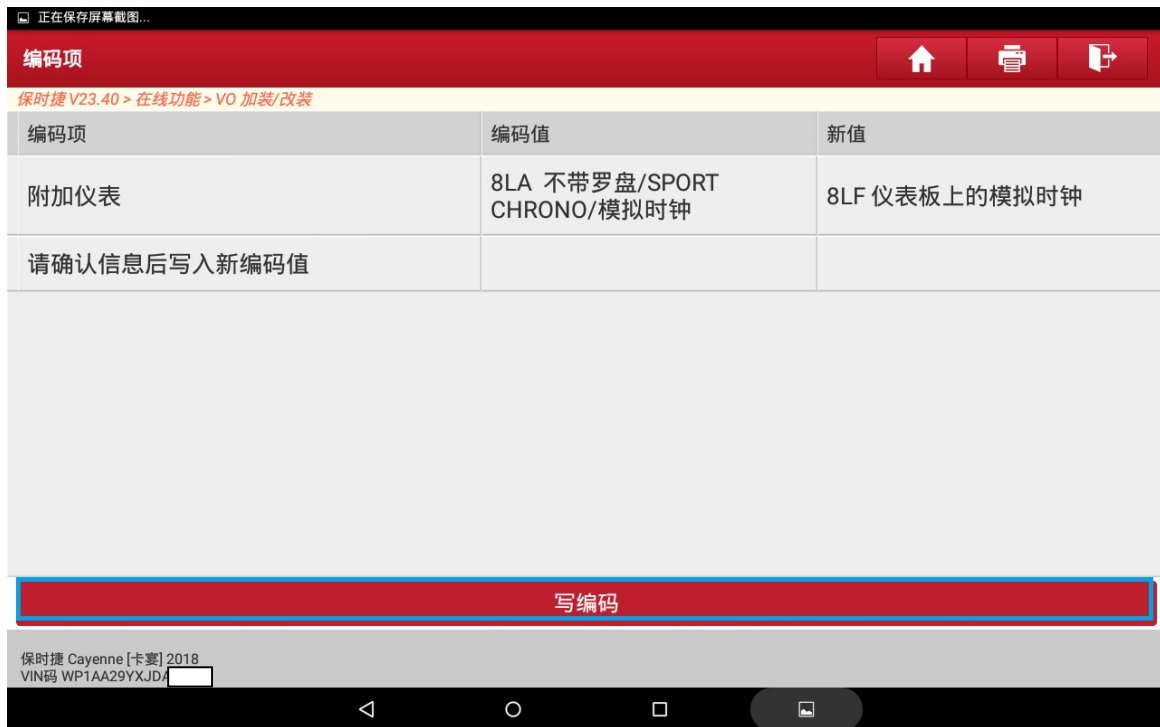 正在保存屏幕截图...
编码项
保时捷 V23.40 > 在线功能 > VO 加装/改装
编码项 编码值 新值
附加仪表 8LA 不带罗盘/SPORT CHRONO/模拟时钟 8LF 仪表板上的模拟时钟
请确认信息后写入新编码值
写编码
保时捷 Cayenne [卡宴] 2018
VIN码 WP1AA29YXJDA